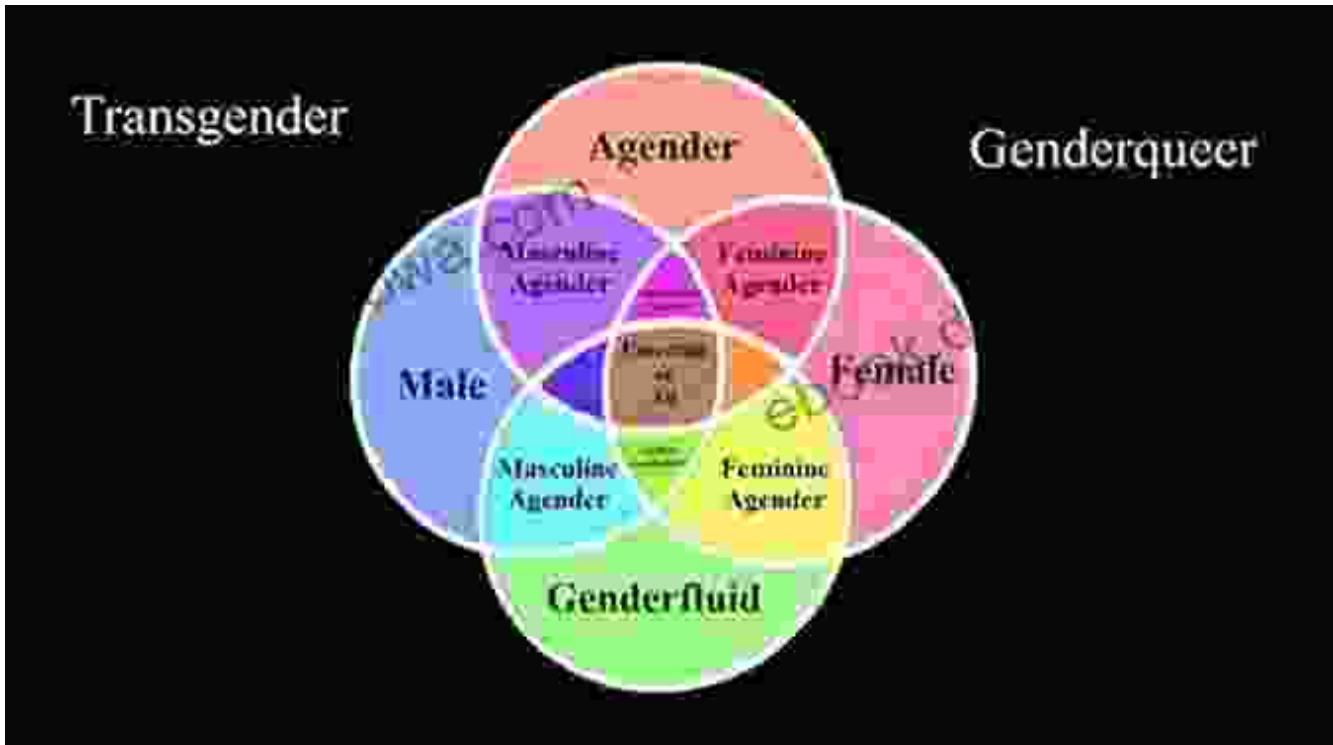 Transgender
Genderqueer
Agender
Masculine
Agender
Feminine
Agender
Male
Female
Masculine
Agender
Feminine
Agender
Genderfluid